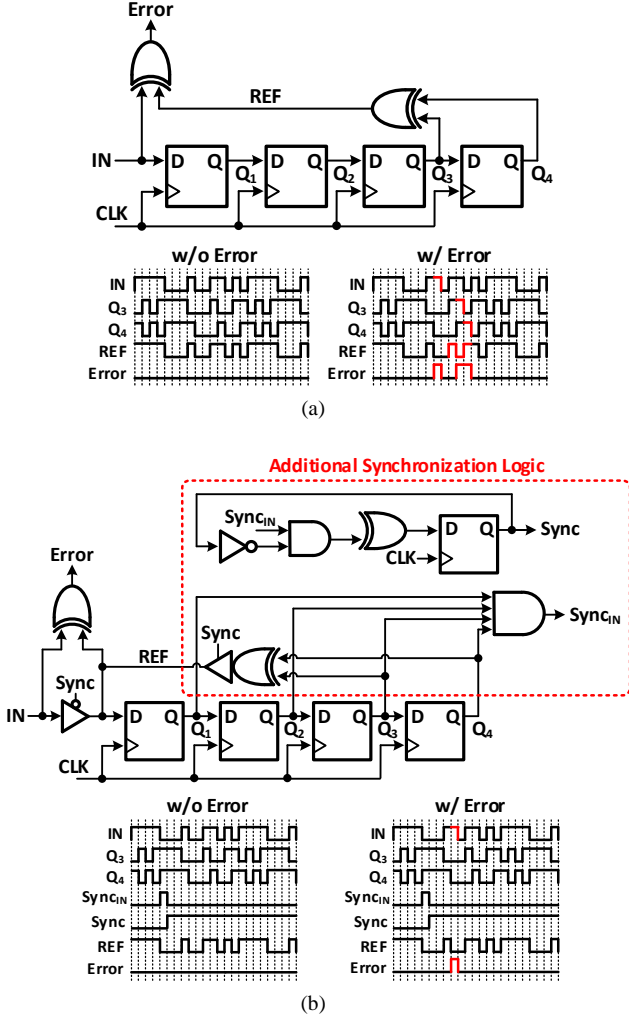 Error
REF
IN
D Q
D Q
D Q
D Q
Q1
Q2
Q3
Q4
CLK
w/o Error
w/ Error
IN
Q3
Q4
REF
Error
IN
Q3
Q4
REF
Error
(a)
Additional Synchronization Logic
SyncIN
D Q
Sync
CLK
Error
SyncIN
Sync
REF
Sync
IN
D Q
D Q
D Q
D Q
Q1
Q2
Q3
Q4
CLK
w/o Error
w/ Error
IN
Q3
Q4
SyncIN
Sync
REF
Error
IN
Q3
Q4
SyncIN
Sync
REF
Error
(b)